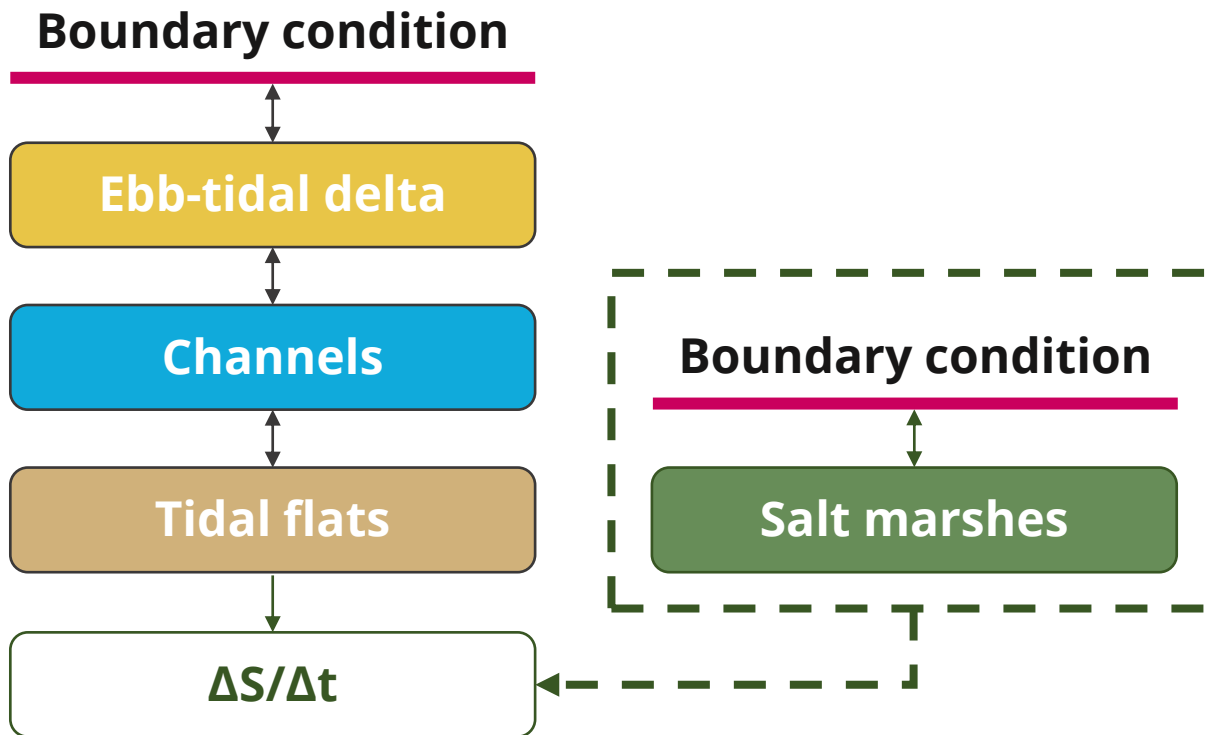 Boundary condition
Ebb-tidal delta
Channels
Boundary condition
Tidal flats
Salt marshes
ΔS/Δt